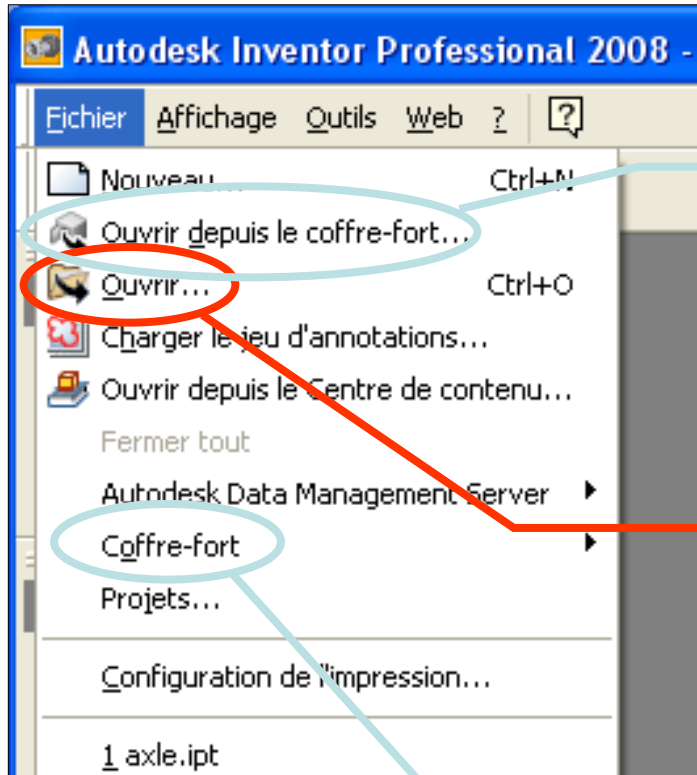 Autodesk Inventor Professional 2008 -
Fichier Affichage Outils Web ?
Nouveau... Ctrl+N
Ouvrir depuis le coffre-fort...
Ouvrir... Ctrl+O
Charger le jeu d'annotations...
Ouvrir depuis le Centre de contenu...
Fermer tout
Autodesk Data Management Server
Coffre-fort
Projets...
Configuration de l'impression...
1 axle.ipt